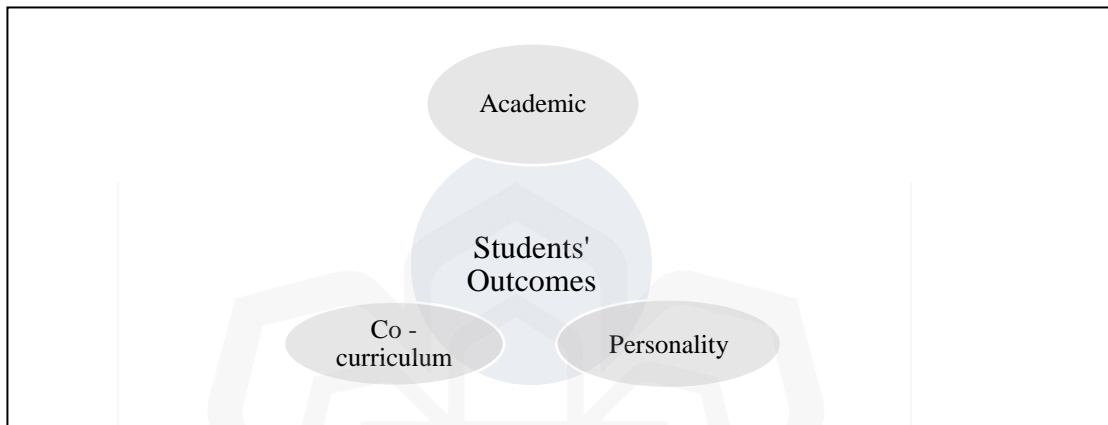 Academic
Students'
Outcomes
Co -
curriculum
Personality